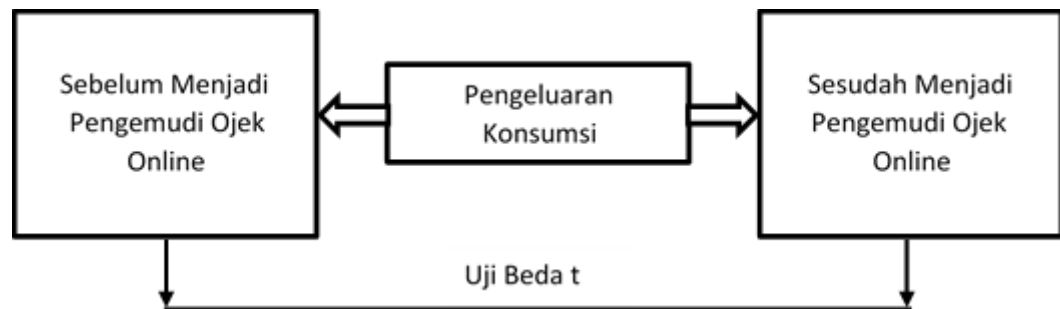 Sebelum Menjadi
Pengemudi Ojek
Online
Pengeluaran
Konsumsi
Sesudah Menjadi
Pengemudi Ojek
Online
Uji Beda t